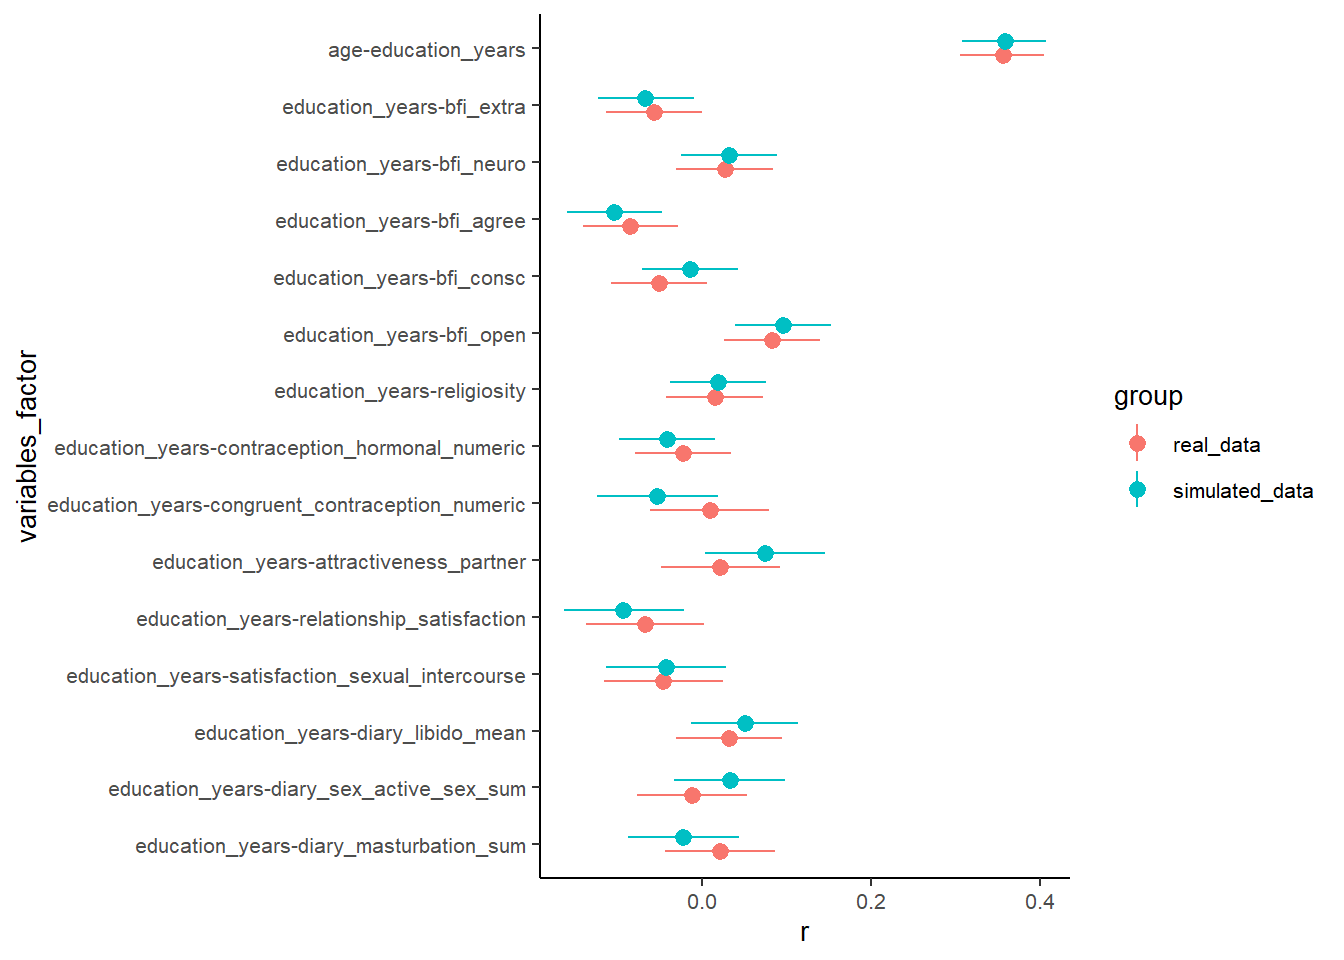 variables_factor
age-education_years
education_years-bfi_extra
education_years-bfi_neuro
education_years-bfi_agree
education_years-bfi_consc
education_years-bfi_open
education_years-religiosity
education_years-contraception_hormonal_numeric
education_years-congruent_contraception_numeric
education_years-attractiveness_partner
education_years-relationship_satisfaction
education_years-satisfaction_sexual_intercourse
education_years-diary_libido_mean
education_years-diary_sex_active_sex_sum
education_years-diary_masturbation_sum
0.0 0.2 0.4
r
group
real_data
simulated_data